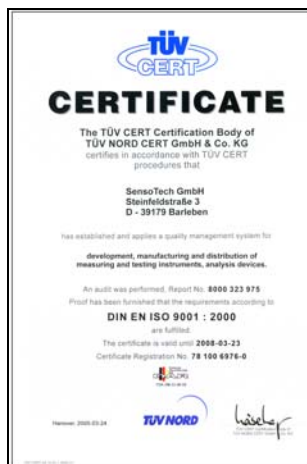 TÜV
CERT
CERTIFICATE
The TÜV CERT Certification Body of
TÜV NORD CERT GmbH & Co. KG
certifies in accordance with TÜV CERT
procedures that
SensoTech GmbH
Steinfeldstraße 3
D - 39179 Barleben
has established and applies a quality management system for
development, manufacturing and distribution of
measuring and testing instruments, analysis devices.
An audit was performed, Report No. 8000 323 975
Proof has been furnished that the requirements according to
DIN EN ISO 9001 : 2000
are fulfilled.
The certificate is valid until 2008-03-23
Certificate Registration No. 78 100 6976-0
Hannover, 2005-03-24
TÜV NORD